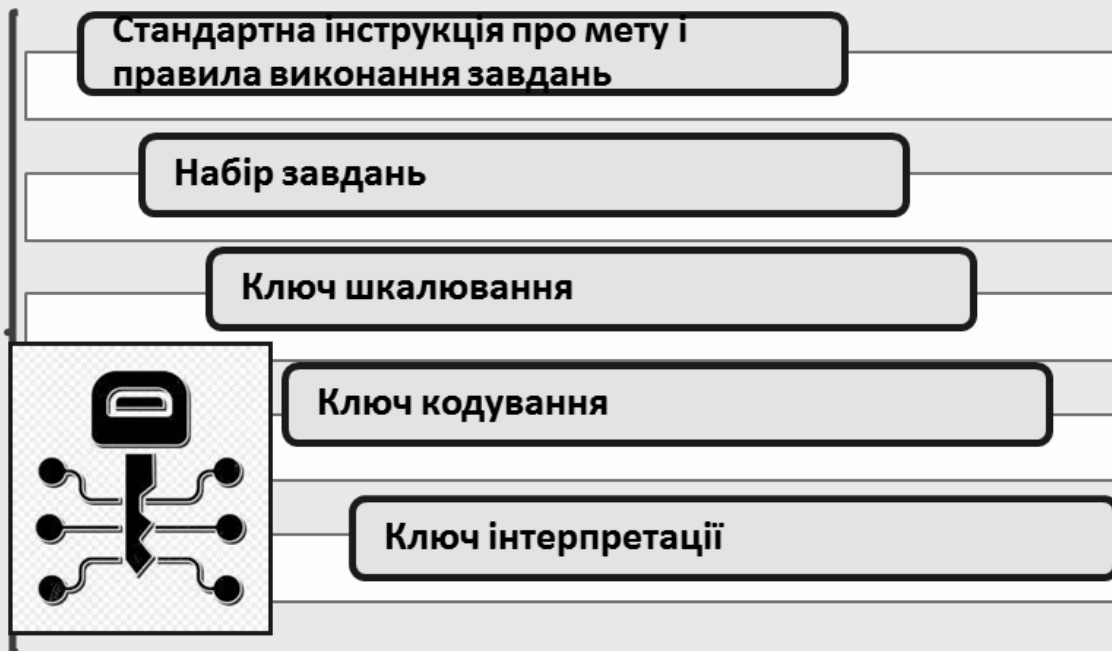 Стандартна інструкція про мету і
правила виконання завдань
Набір завдань
Ключ шкалювання
Ключ кодування
Ключ інтерпретації